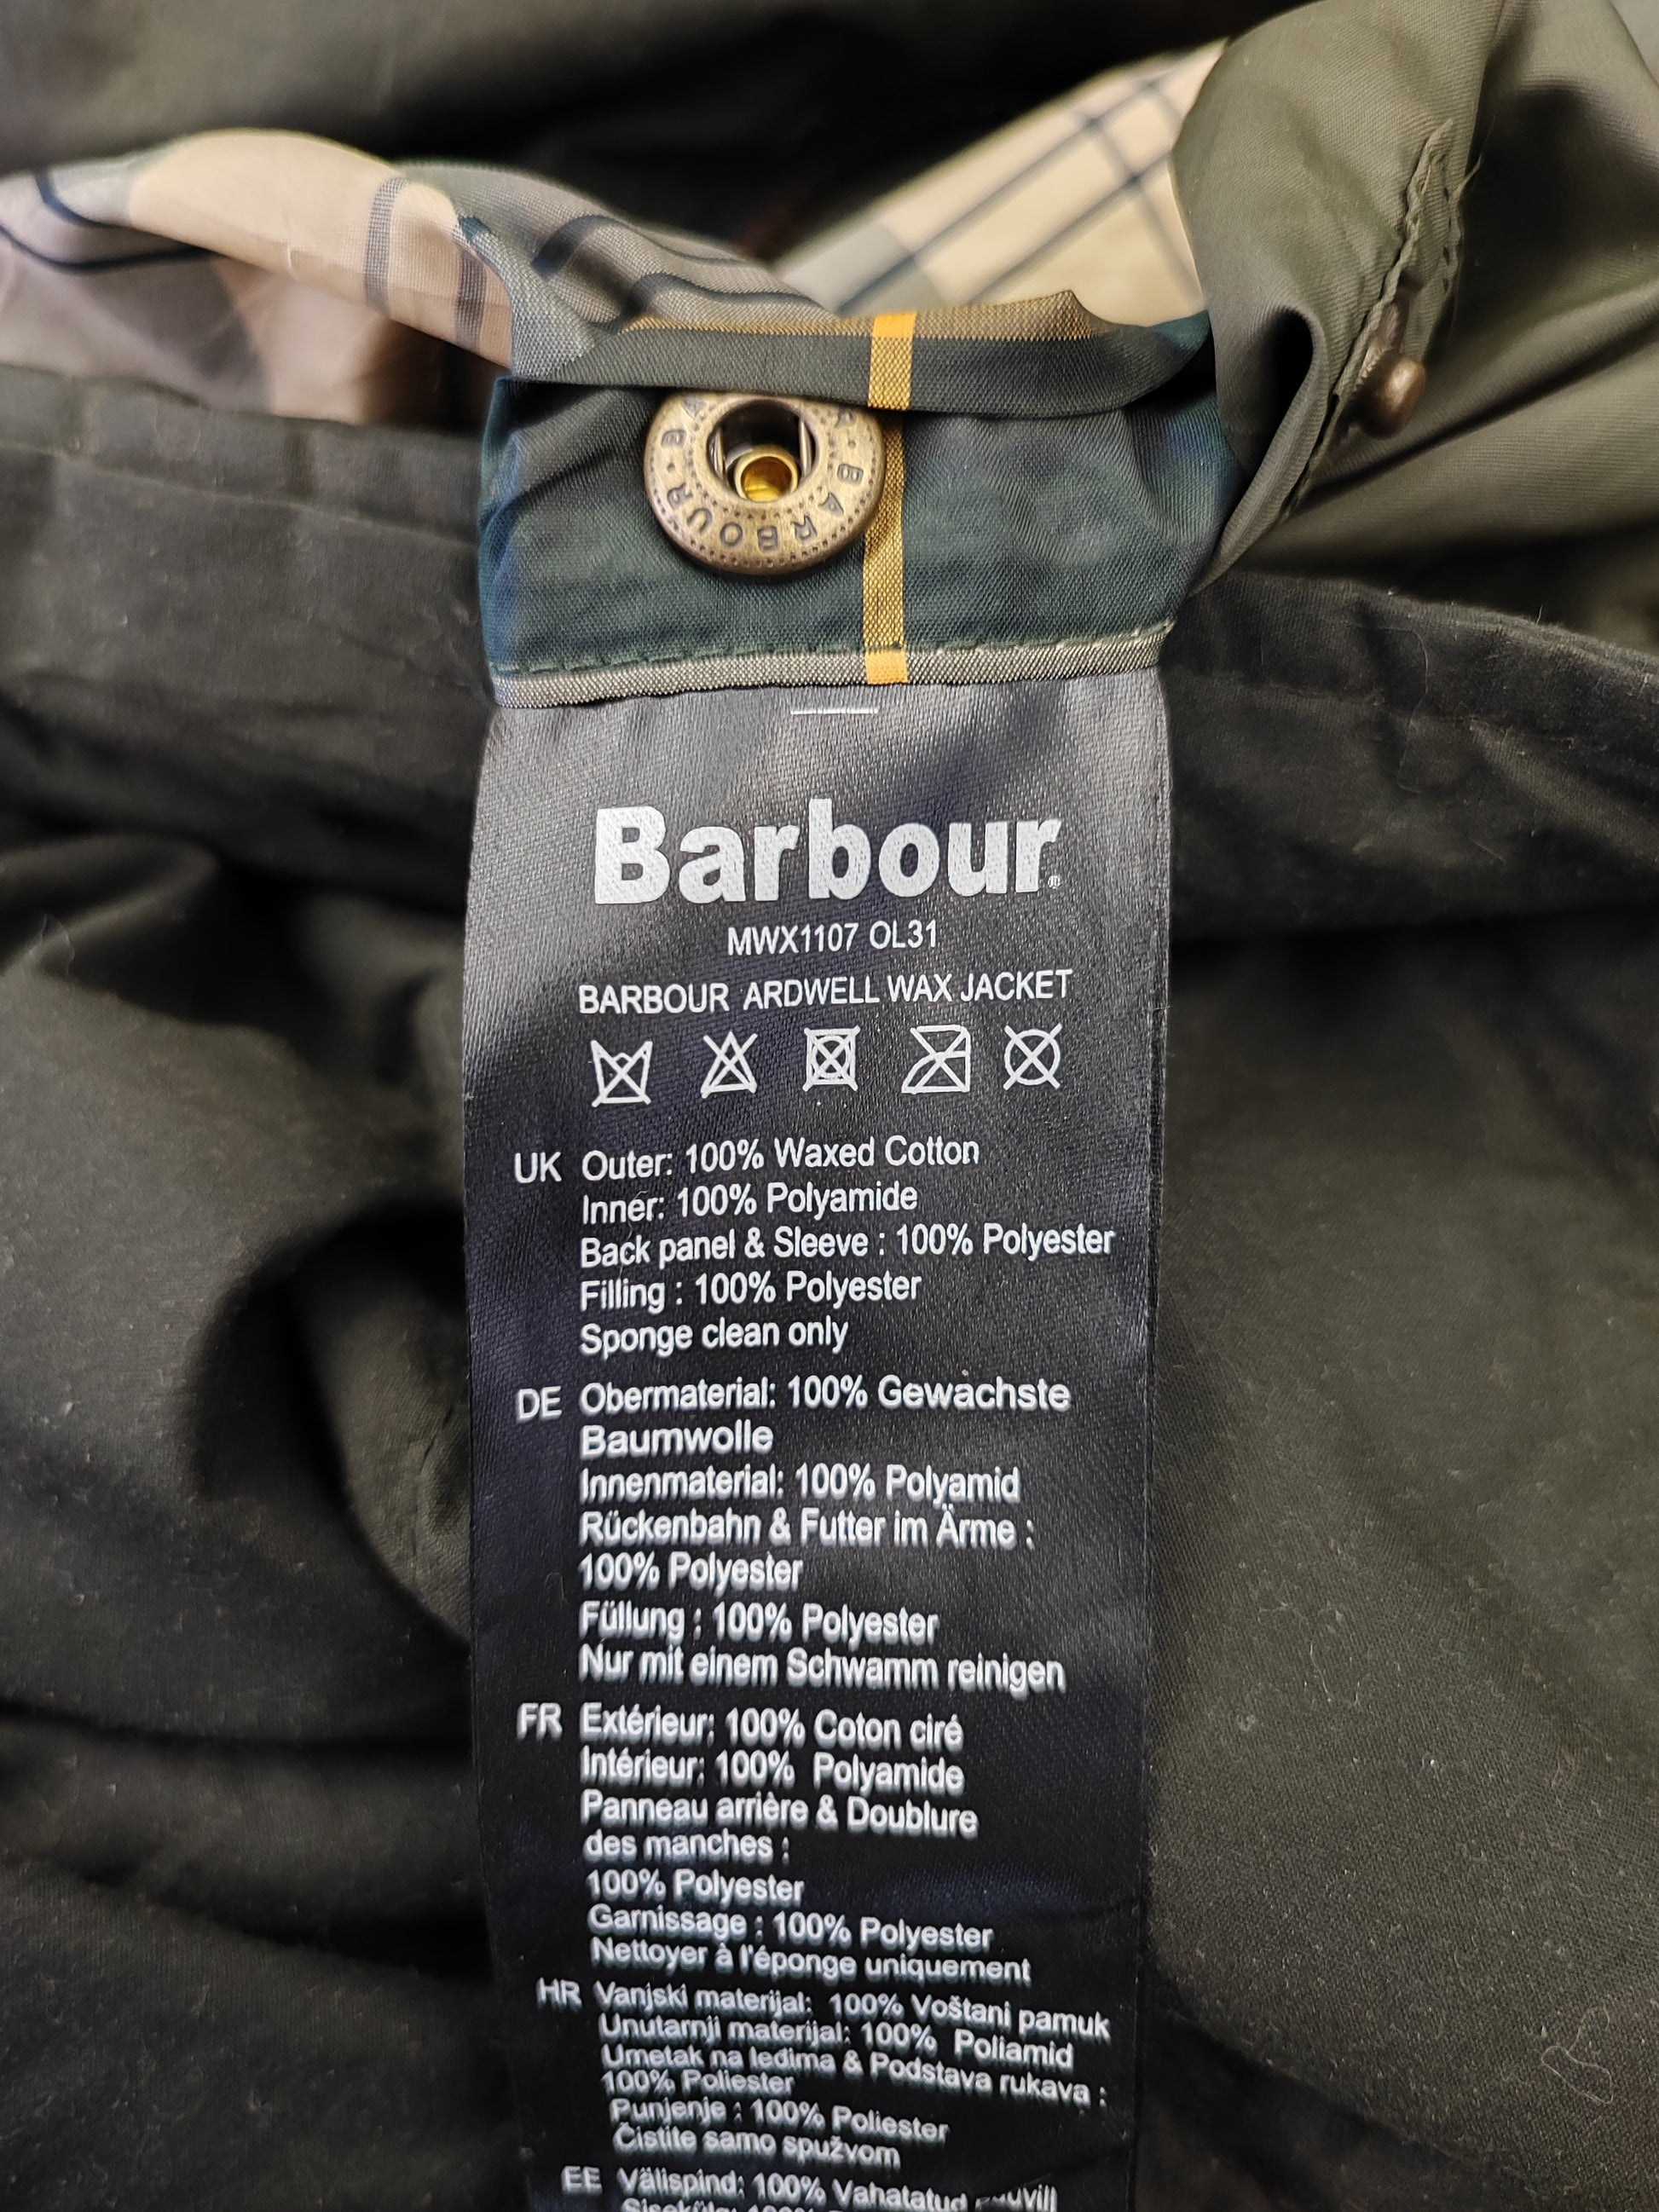 BARBOUR
BARBOUR
Barbour®
MWX1107 OL31
BARBOUR ARDWELL WAX JACKET
UK Outer: 100% Waxed Cotton
Inner: 100% Polyamide
Back panel & Sleeve : 100% Polyester
Filling : 100% Polyester
Sponge clean only
DE Obermaterial: 100% Gewachste
Baumwolle
Innenmaterial: 100% Polyamid
Rückenbahn & Futter im Ärme :
100% Polyester
Füllung : 100% Polyester
Nur mit einem Schwamm reinigen
FR Extérieur: 100% Coton ciré
Intérieur: 100% Polyamide
Panneau arrière & Doublure
des manches :
100% Polyester
Garnissage : 100% Polyester
Nettoyer à l'éponge uniquement
HR Vanjski materijal: 100% Voštani pamuk
Unutarnji materijal: 100% Poliamid
Umetak na leđima & Podstava rukava :
100% Poliester
Punjenje : 100% Poliester
Čistite samo spužvom
EE Välispind: 100% Vahatatud